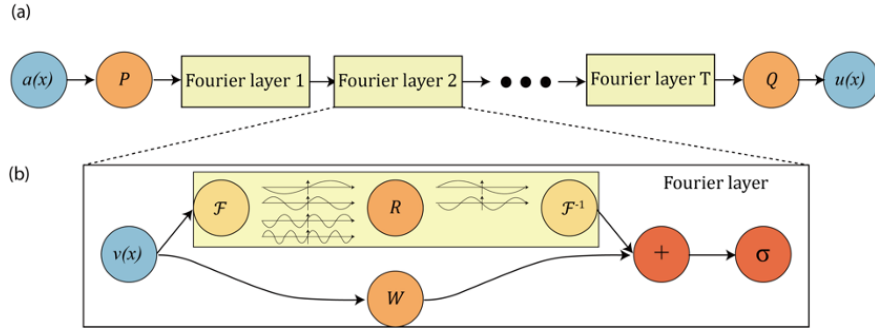 (a)
a(x) P Fourier layer 1 Fourier layer 2 ••• Fourier layer T Q u(x)
(b)
Fourier layer
v(x) ℱ R ℱ⁻¹ + σ
W